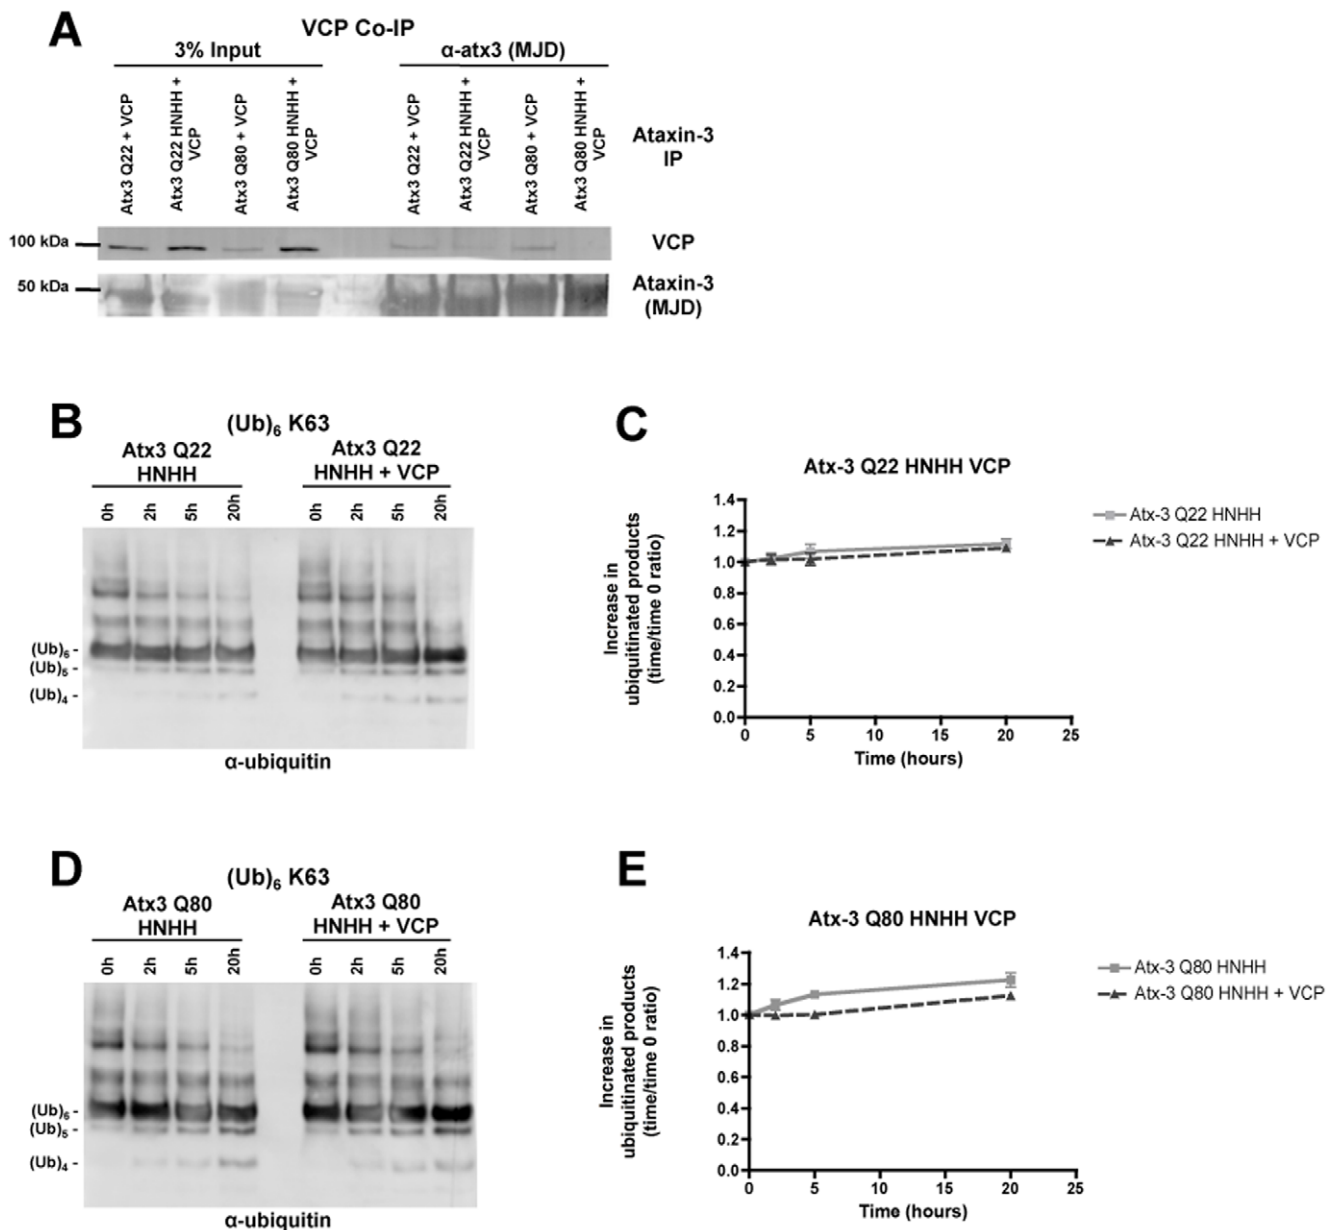 A
VCP Co-IP
3% Input
α-atx3 (MJD)
Atx3 Q22 + VCP
Atx3 Q22 HNHH +
VCP
Atx3 Q80 + VCP
Atx3 Q80 HNHH +
VCP
Atx3 Q22 + VCP
Atx3 Q22 HNHH +
VCP
Atx3 Q80 + VCP
Atx3 Q80 HNHH +
VCP
Ataxin-3
IP
100 kDa
VCP
50 kDa
Ataxin-3
(MJD)
B
(Ub)₆ K63
Atx3 Q22
HNHH
Atx3 Q22
HNHH + VCP
0h 2h 5h 20h 0h 2h 5h 20h
(Ub)₆ -
(Ub)₅ -
(Ub)₄ -
α-ubiquitin
C
Atx-3 Q22 HNHH VCP
Increase in
ubiquitinated products
(time/time 0 ratio)
1.4
1.2
1.0
0.8
0.6
0.4
0.2
0.0
0 5 10 15 20 25
Time (hours)
Atx-3 Q22 HNHH
Atx-3 Q22 HNHH + VCP
D
(Ub)₆ K63
Atx3 Q80
HNHH
Atx3 Q80
HNHH + VCP
0h 2h 5h 20h 0h 2h 5h 20h
(Ub)₆ -
(Ub)₅ -
(Ub)₄ -
α-ubiquitin
E
Atx-3 Q80 HNHH VCP
Increase in
ubiquitinated products
(time/time 0 ratio)
1.4
1.2
1.0
0.8
0.6
0.4
0.2
0.0
0 5 10 15 20 25
Time (hours)
Atx-3 Q80 HNHH
Atx-3 Q80 HNHH + VCP